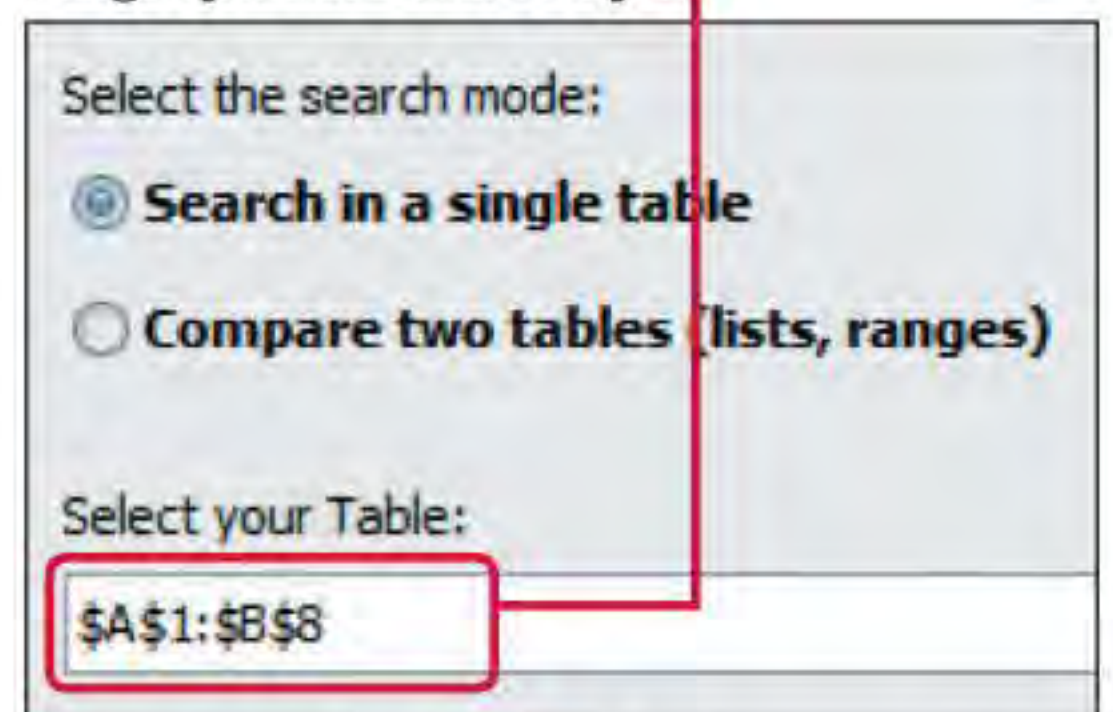 Select the search mode:
Search in a single table
Compare two tables (lists, ranges)
Select your Table:
$A$1:$B$8